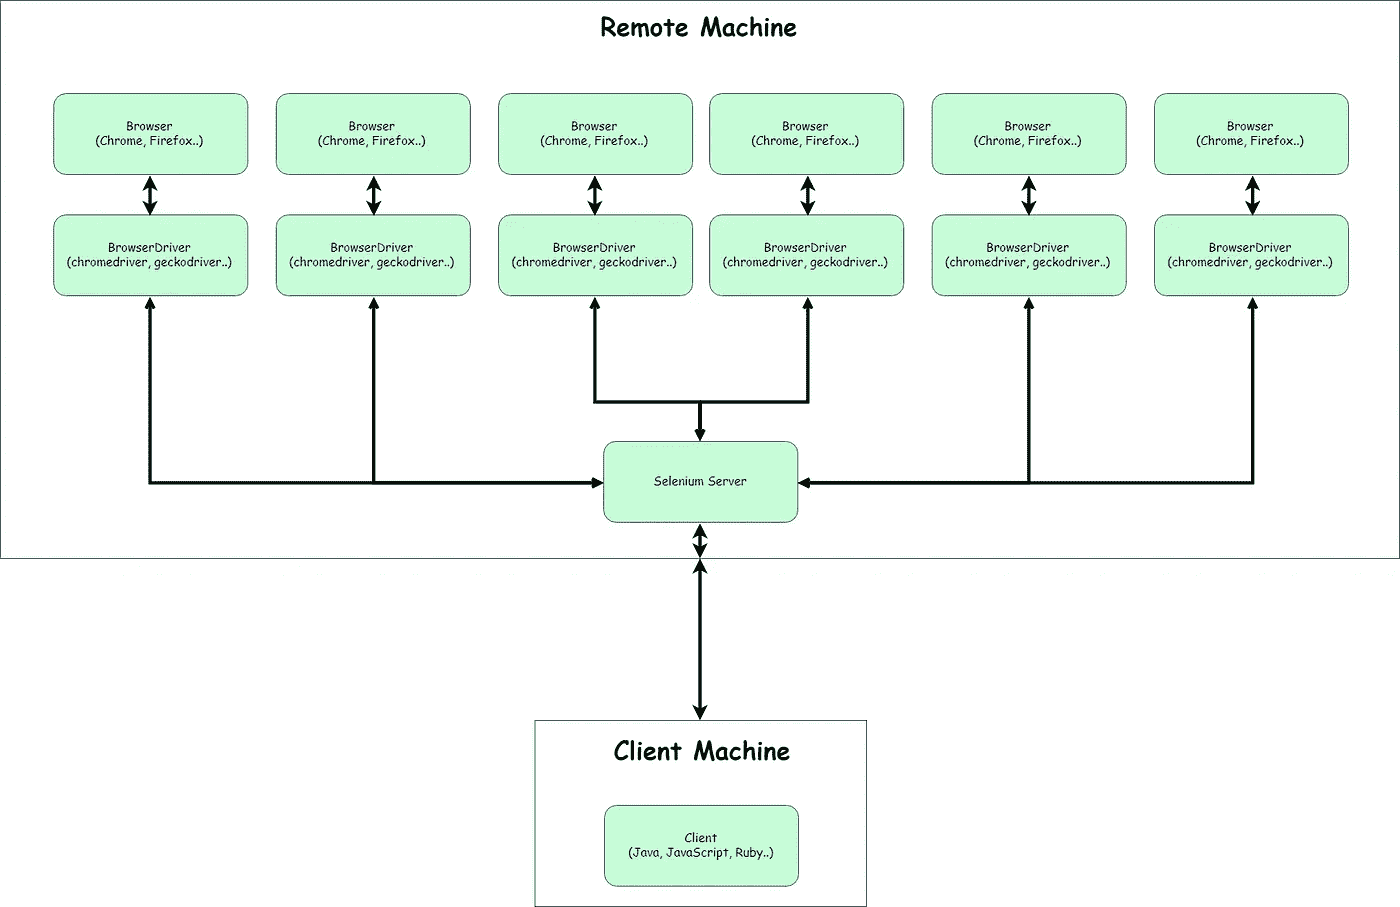 Remote Machine
Browser
(Chrome, Firefox..)
Browser
(Chrome, Firefox..)
Browser
(Chrome, Firefox..)
Browser
(Chrome, Firefox..)
Browser
(Chrome, Firefox..)
Browser
(Chrome, Firefox..)
BrowserDriver
(chromedriver, geckodriver..)
BrowserDriver
(chromedriver, geckodriver..)
BrowserDriver
(chromedriver, geckodriver..)
BrowserDriver
(chromedriver, geckodriver..)
BrowserDriver
(chromedriver, geckodriver..)
BrowserDriver
(chromedriver, geckodriver..)
Selenium Server
Client Machine
Client
(Java, JavaScript, Ruby..)